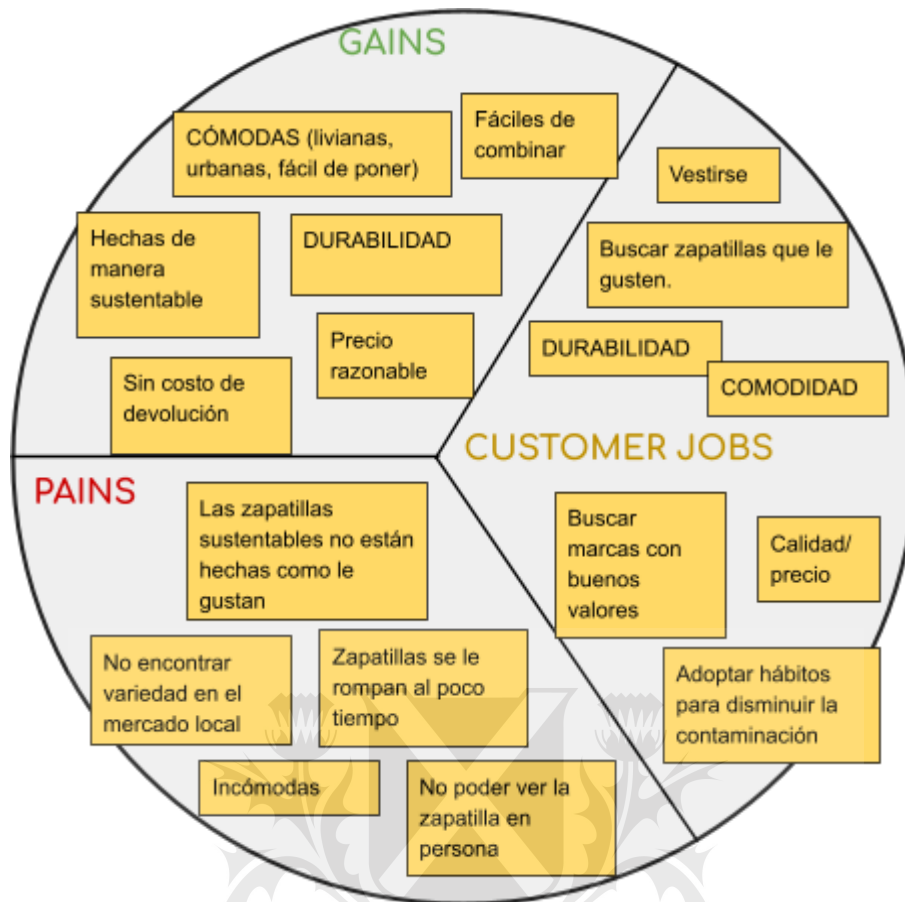 GAINS
CÓMODAS (livianas,
urbanas, fácil de poner)
Fáciles de
combinar
Hechas de
manera
sustentable
DURABILIDAD
Precio
razonable
Sin costo de
devolución
Vestirse
Buscar zapatillas que le
gusten.
DURABILIDAD
COMODIDAD
CUSTOMER JOBS
Buscar
marcas con
buenos
valores
Calidad/
precio
Adoptar hábitos
para disminuir la
contaminación
PAINS
Las zapatillas
sustentables no están
hechas como le
gustan
No encontrar
variedad en el
mercado local
Zapatillas se le
rompan al poco
tiempo
Incómodas
No poder ver la
zapatilla en
persona